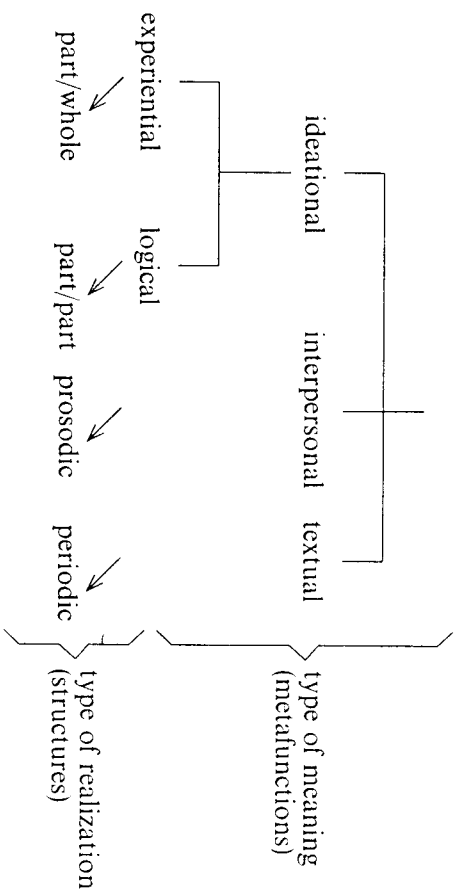 ideational
interpersonal
textual
type of meaning
(metafunctions)
experiential
logical
part/whole
part/part
prosodic
periodic
type of realization
(structures)